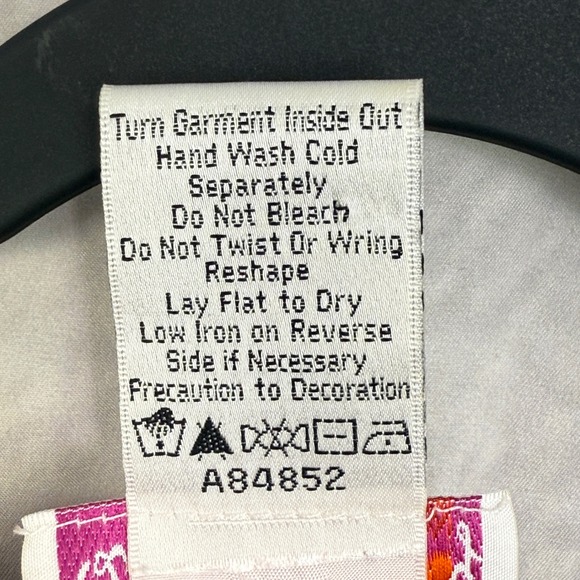 Turn Garment Inside Out
Hand Wash Cold
Separately
Do Not Bleach
Do Not Twist Or Wring
Reshape
Lay Flat to Dry
Low Iron on Reverse
Side if Necessary
Precaution to Decoration
A84852